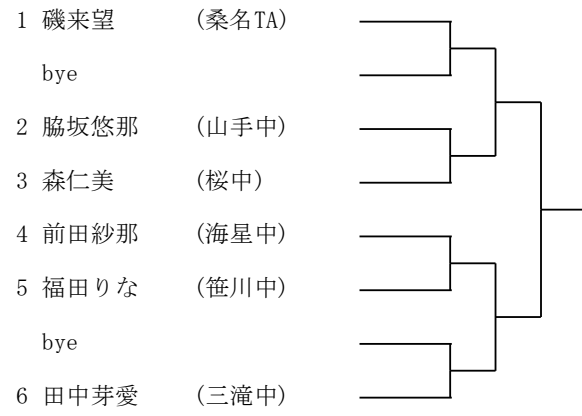 1 磯来望 (桑名TA)
bye
2 脇坂悠那 (山手中)
3 森仁美 (桜中)
4 前田紗那 (海星中)
5 福田りな (笹川中)
bye
6 田中芽愛 (三滝中)